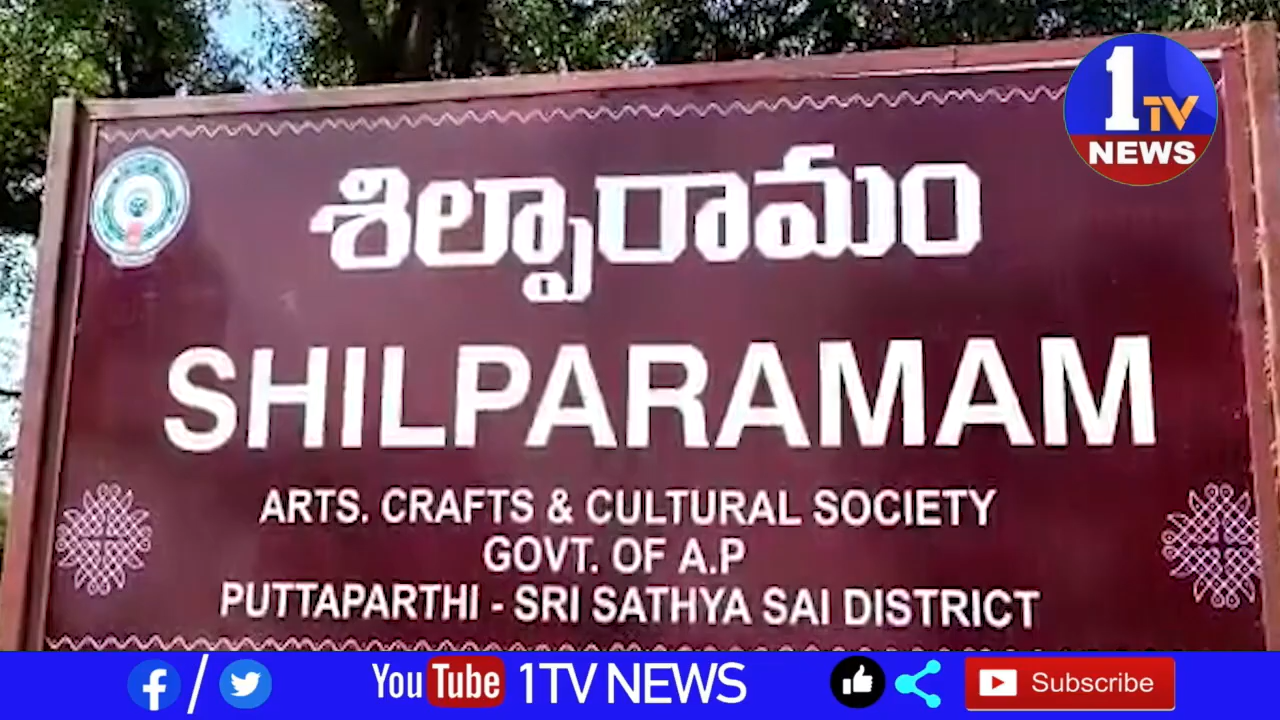 1
TV
NEWS
శిల్పారామం
SHILPARAMAM
ARTS. CRAFTS & CULTURAL SOCIETY
GOVT. OF A.P
PUTTAPARTHI - SRI SATHYA SAI DISTRICT
f / YouTube 1TV NEWS Subscribe